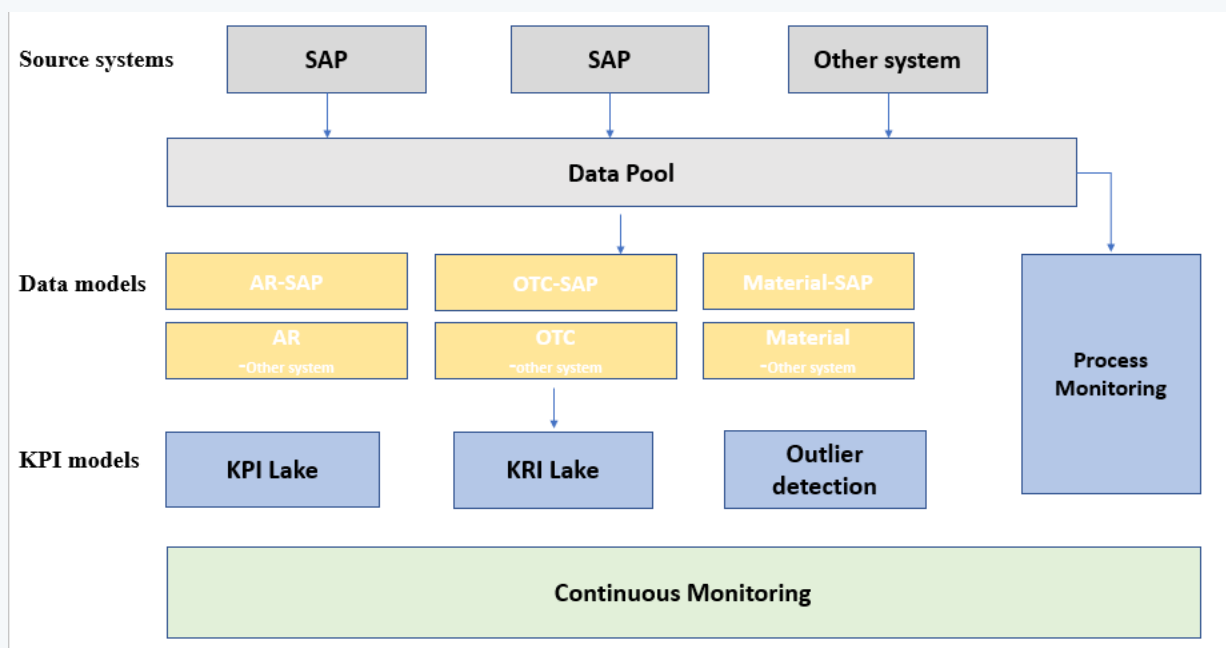 Source systems
SAP
SAP
Other system
Data Pool
Data models
AR-SAP
OTC-SAP
Material-SAP
AR
-Other system
OTC
-other system
Material
-Other system
Process
Monitoring
KPI models
KPI Lake
KRI Lake
Outlier
detection
Continuous Monitoring